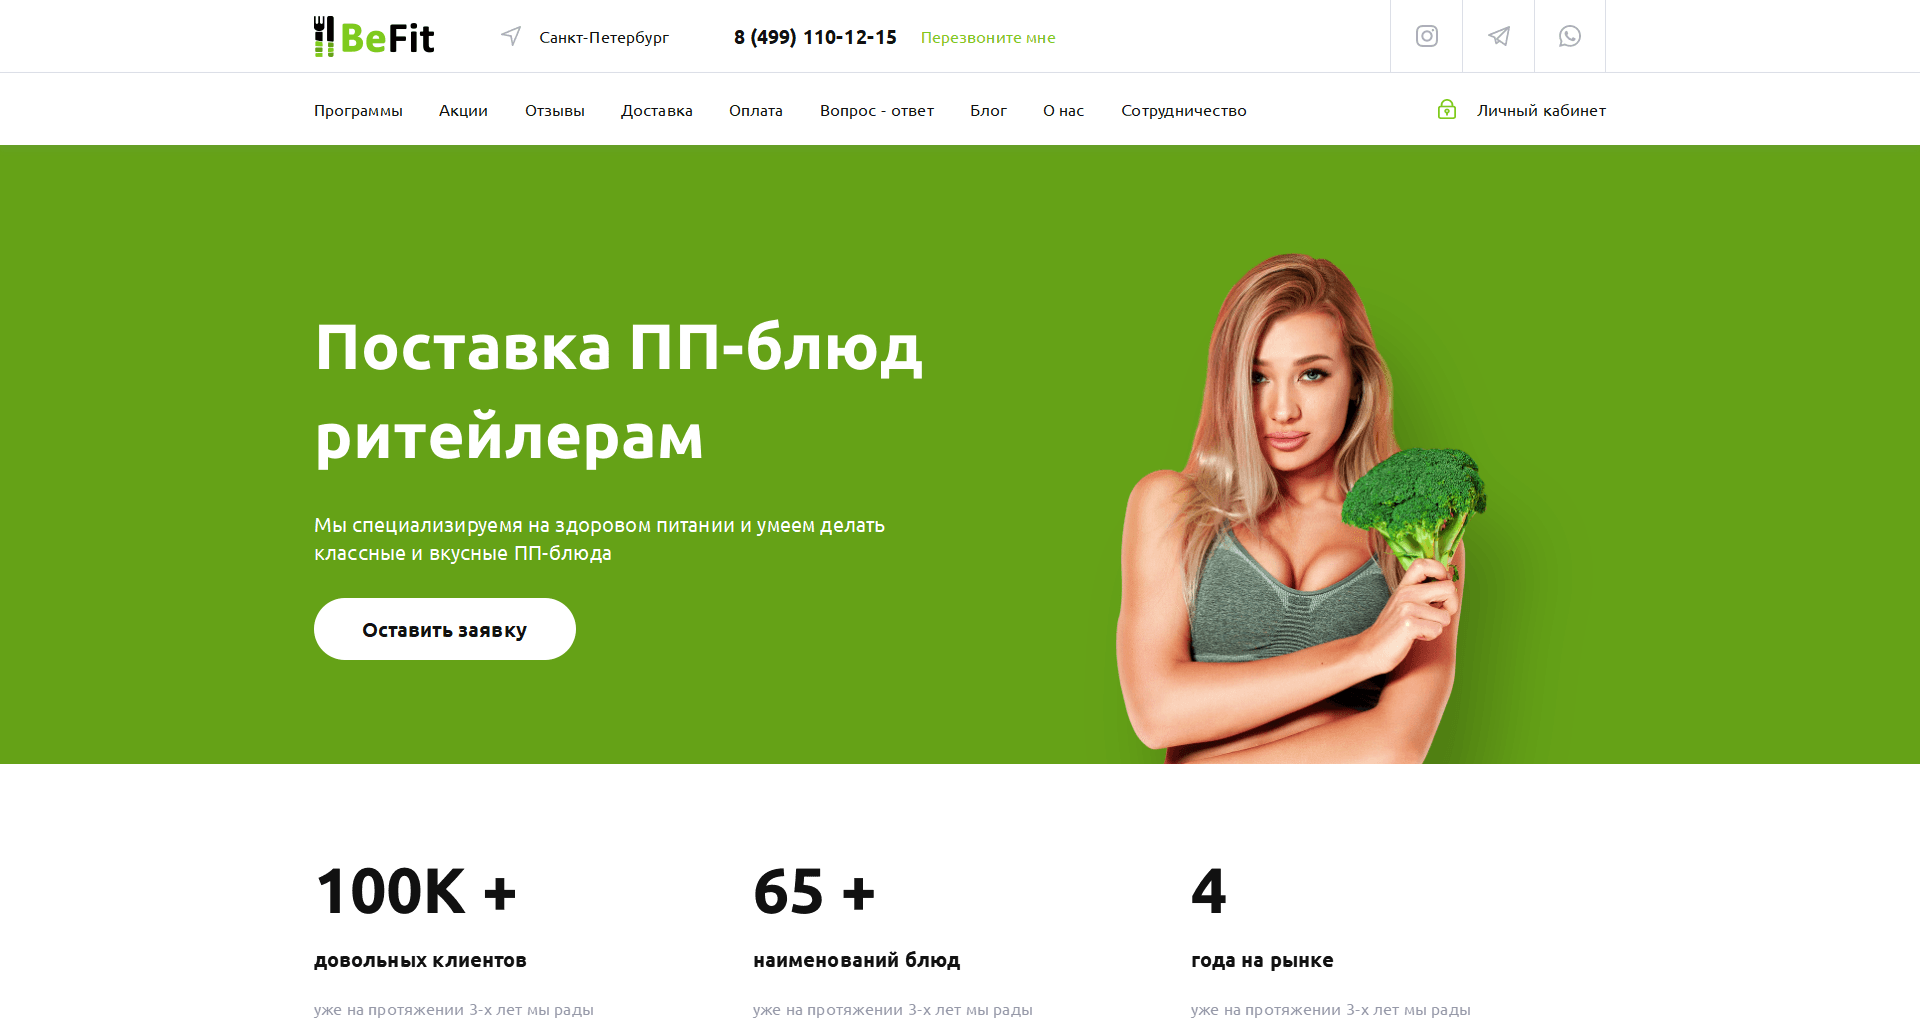 BeFit
Санкт-Петербург
8 (499) 110-12-15
Перезвоните мне
Программы
Акции
Отзывы
Доставка
Оплата
Вопрос - ответ
Блог
О нас
Сотрудничество
Личный кабинет
Поставка ПП-блюд
ритейлерам
Мы специализируемя на здоровом питании и умеем делать
классные и вкусные ПП-блюда
Оставить заявку
100К +
довольных клиентов
уже на протяжении 3-х лет мы рады
65 +
наименований блюд
уже на протяжении 3-х лет мы рады
4
года на рынке
уже на протяжении 3-х лет мы рады